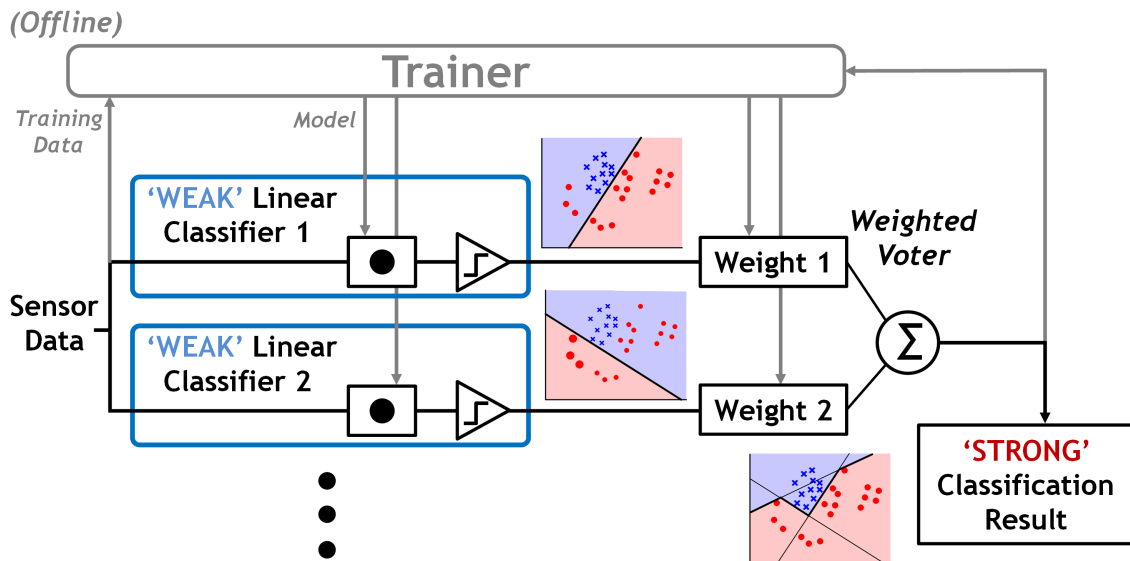 (Offline)
Trainer
Training
Data
Model
‘WEAK’ Linear
Classifier 1
Weight 1
Weighted
Voter
Sensor
Data
‘WEAK’ Linear
Classifier 2
Weight 2
Σ
‘STRONG’
Classification
Result